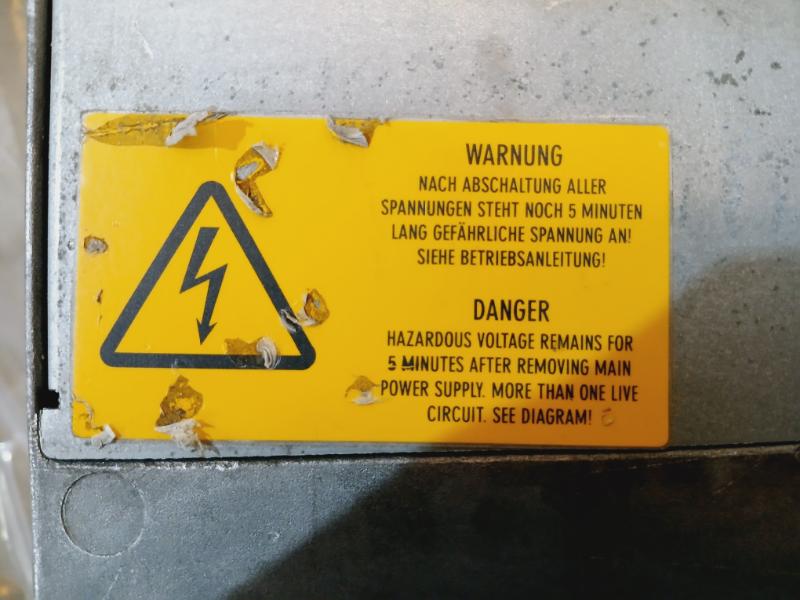 WARNUNG
NACH ABSCHALTUNG ALLER
SPANNUNGEN STEHT NOCH 5 MINUTEN
LANG GEFÄHRLICHE SPANNUNG AN!
SIEHE BETRIEBSANLEITUNG!
DANGER
HAZARDOUS VOLTAGE REMAINS FOR
5 MINUTES AFTER REMOVING MAIN
POWER SUPPLY. MORE THAN ONE LIVE
CIRCUIT. SEE DIAGRAM!